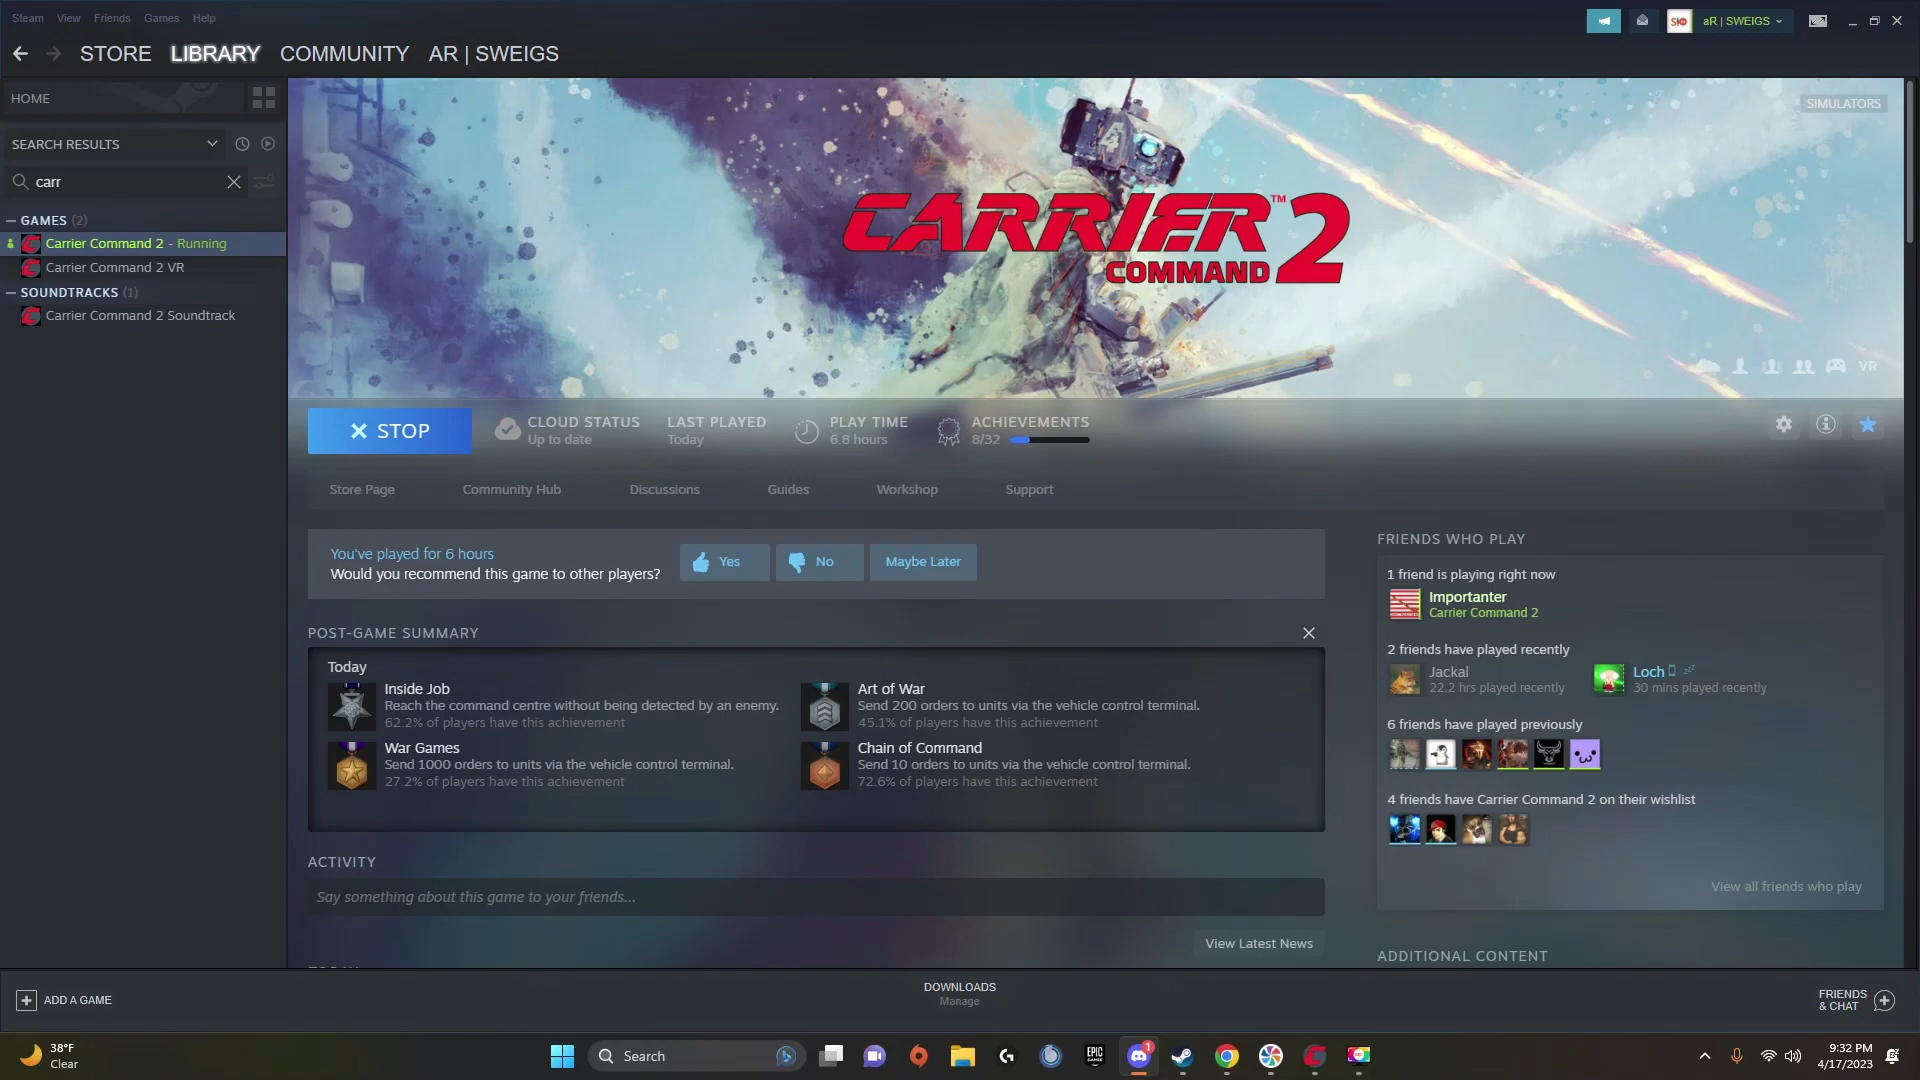 Steam View Friends Games Help
aR | SWEIGS
STORE LIBRARY COMMUNITY AR | SWEIGS
HOME
SEARCH RESULTS
carr
GAMES (2)
Carrier Command 2 - Running
Carrier Command 2 VR
SOUNDTRACKS (1)
Carrier Command 2 Soundtrack
SIMULATORS
CARRIER™ 2
COMMAND
VR
STOP
CLOUD STATUS
Up to date
LAST PLAYED
Today
PLAY TIME
6.8 hours
ACHIEVEMENTS
8/32
Store Page Community Hub Discussions Guides Workshop Support
You've played for 6 hours
Would you recommend this game to other players?
Yes No Maybe Later
POST-GAME SUMMARY
Today
Inside Job
Reach the command centre without being detected by an enemy.
62.2% of players have this achievement
Art of War
Send 200 orders to units via the vehicle control terminal.
45.1% of players have this achievement
War Games
Send 1000 orders to units via the vehicle control terminal.
27.2% of players have this achievement
Chain of Command
Send 10 orders to units via the vehicle control terminal.
72.6% of players have this achievement
ACTIVITY
Say something about this game to your friends...
View Latest News
FRIENDS WHO PLAY
1 friend is playing right now
Importanter
Carrier Command 2
2 friends have played recently
Jackal
22.2 hrs played recently
Loch
30 mins played recently
6 friends have played previously
4 friends have Carrier Command 2 on their wishlist
View all friends who play
ADDITIONAL CONTENT
ADD A GAME
DOWNLOADS
Manage
FRIENDS
& CHAT
38°F
Clear
Search
EPIC
GAMES
1
9:32 PM
4/17/2023